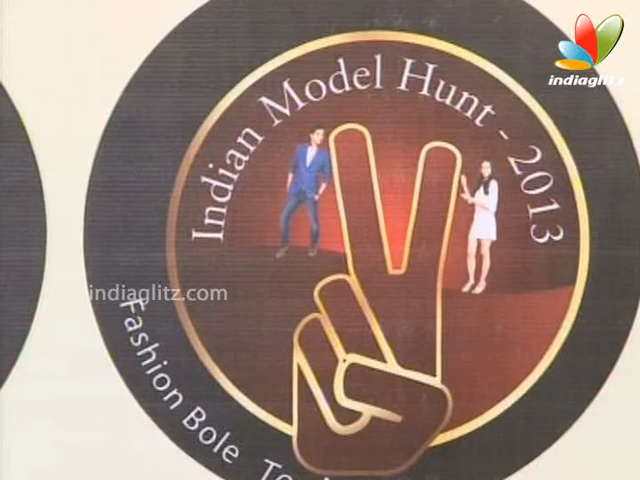 indiaglitz
Indian Model Hunt - 2013
indiaglitz.com
Fashion Bole